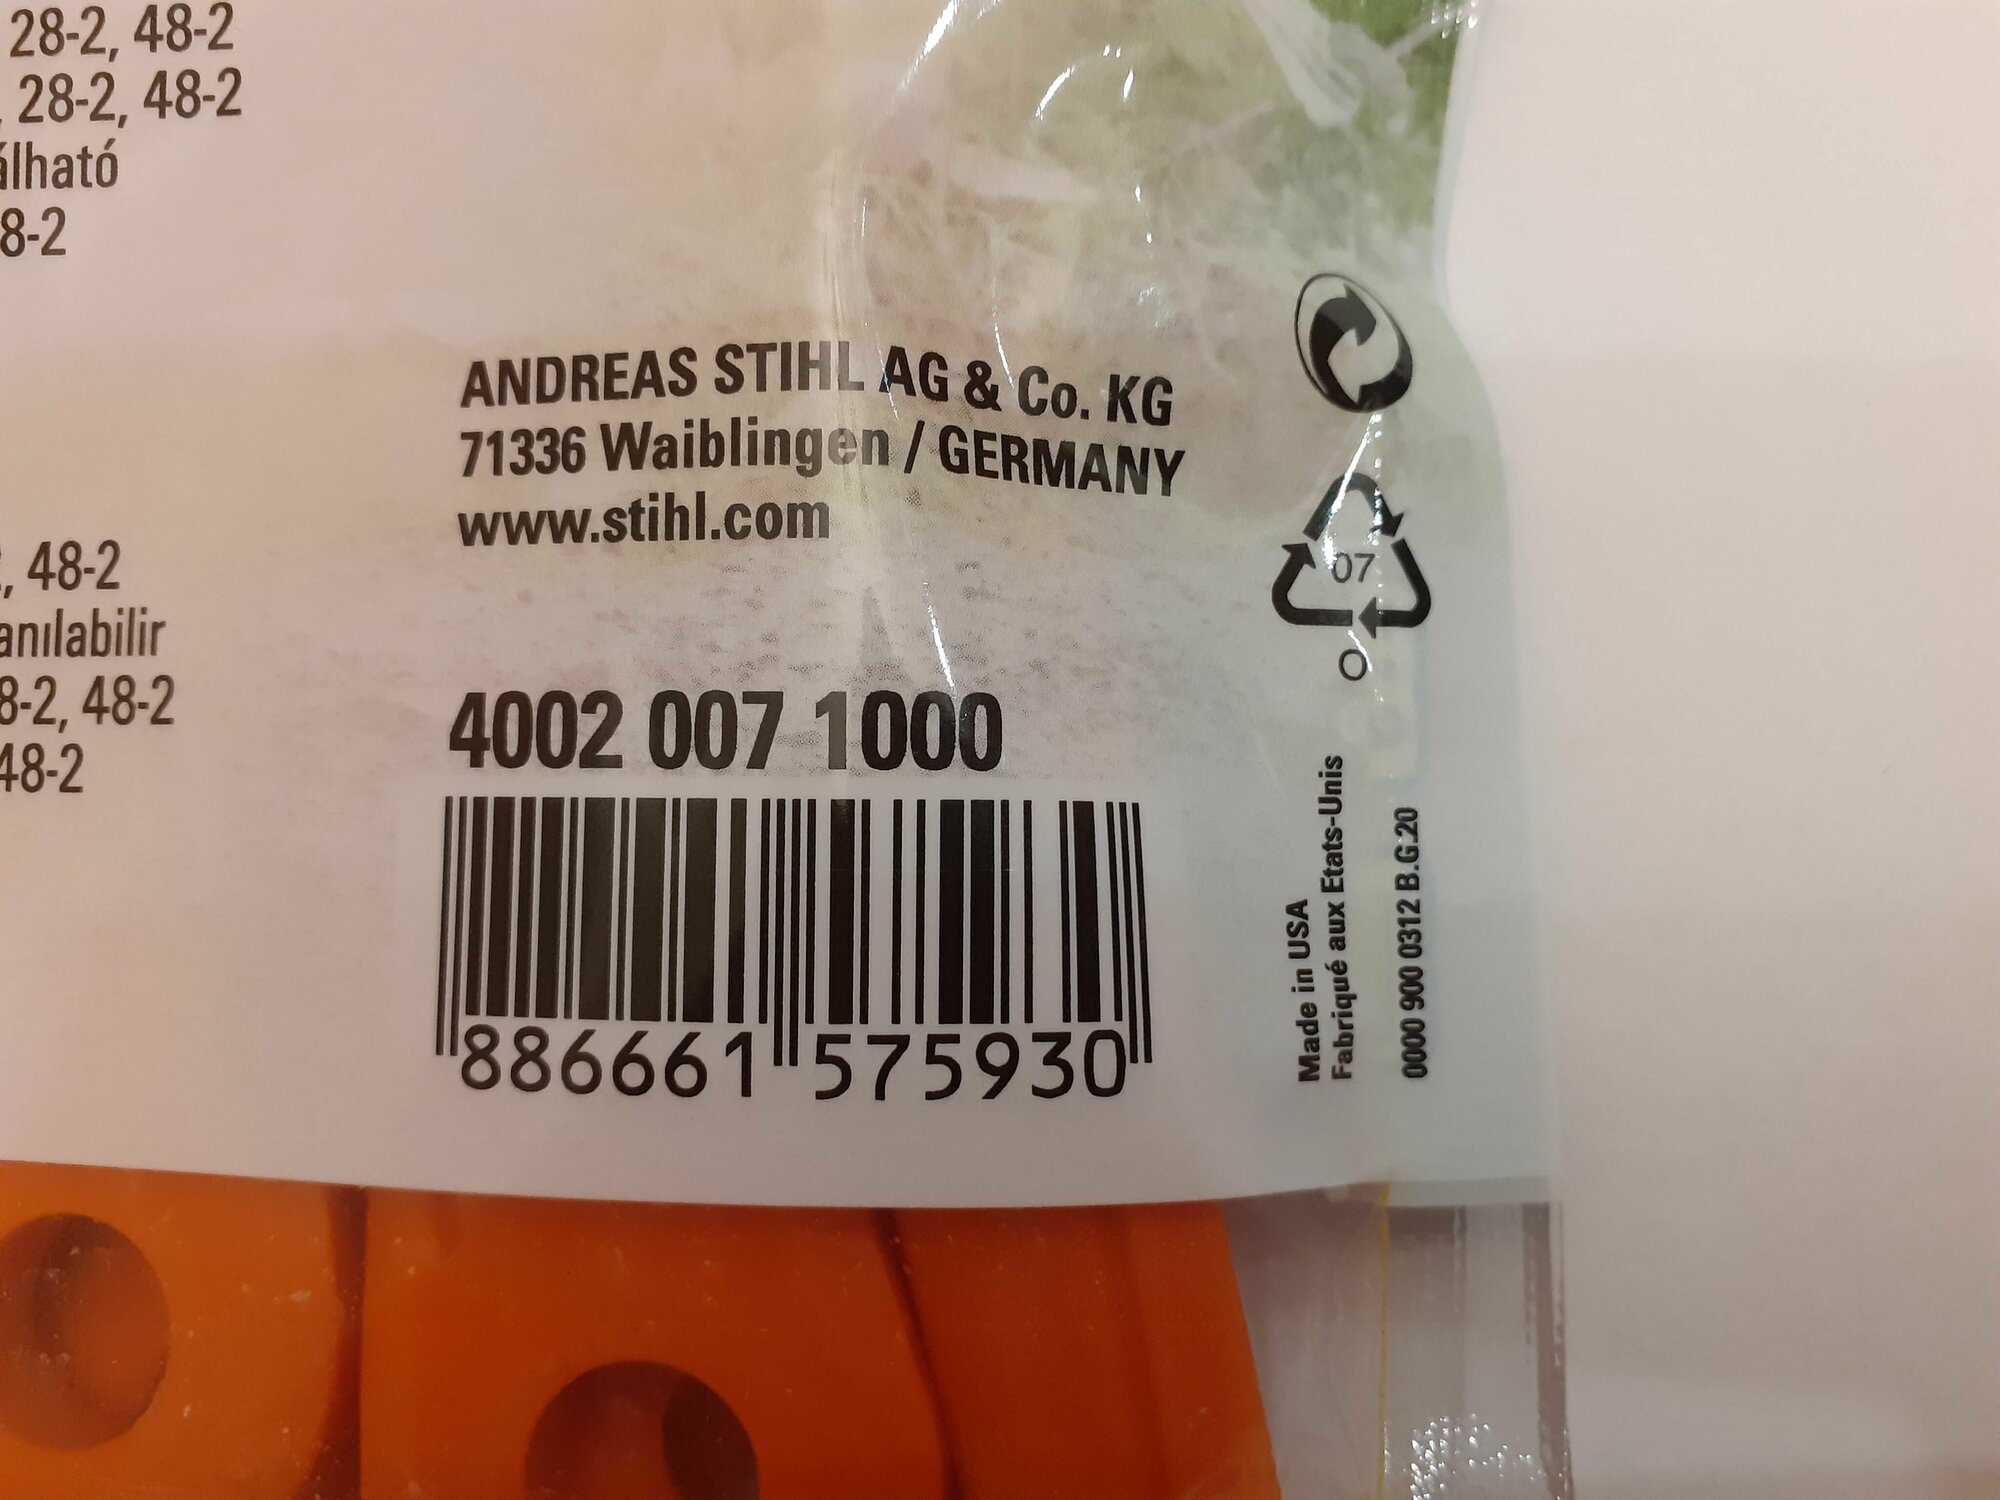 28-2, 48-2
28-2, 48-2
álható
8-2
, 48-2
anılabilir
8-2, 48-2
48-2
ANDREAS STIHL AG & Co. KG
71336 Waiblingen / GERMANY
www.stihl.com
4002 007 1000
886661 575930
07
O
Made in USA
Fabriqué aux Etats-Unis
0000 900 0312 B.G.20